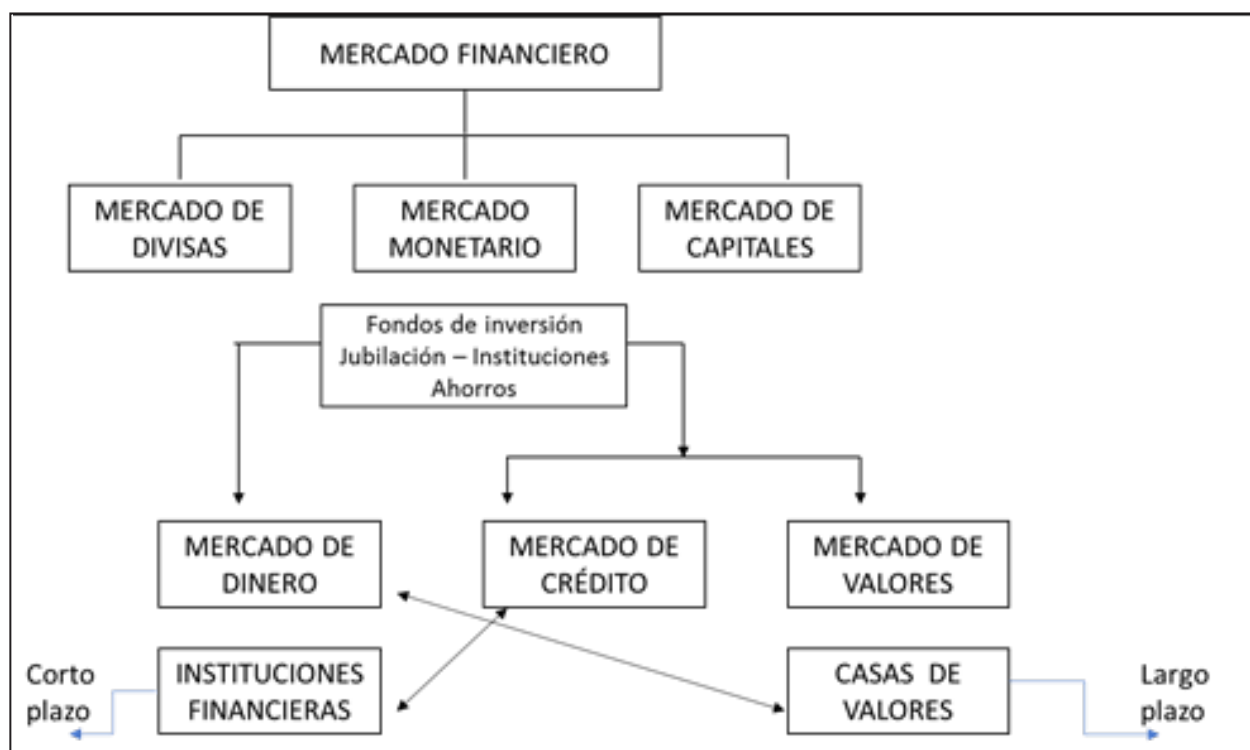 MERCADO FINANCIERO
MERCADO DE
DIVISAS
MERCADO
MONETARIO
MERCADO DE
CAPITALES
Fondos de inversión
Jubilación – Instituciones
Ahorros
MERCADO DE
DINERO
MERCADO DE
CRÉDITO
MERCADO DE
VALORES
Corto
plazo
INSTITUCIONES
FINANCIERAS
CASAS DE
VALORES
Largo
plazo